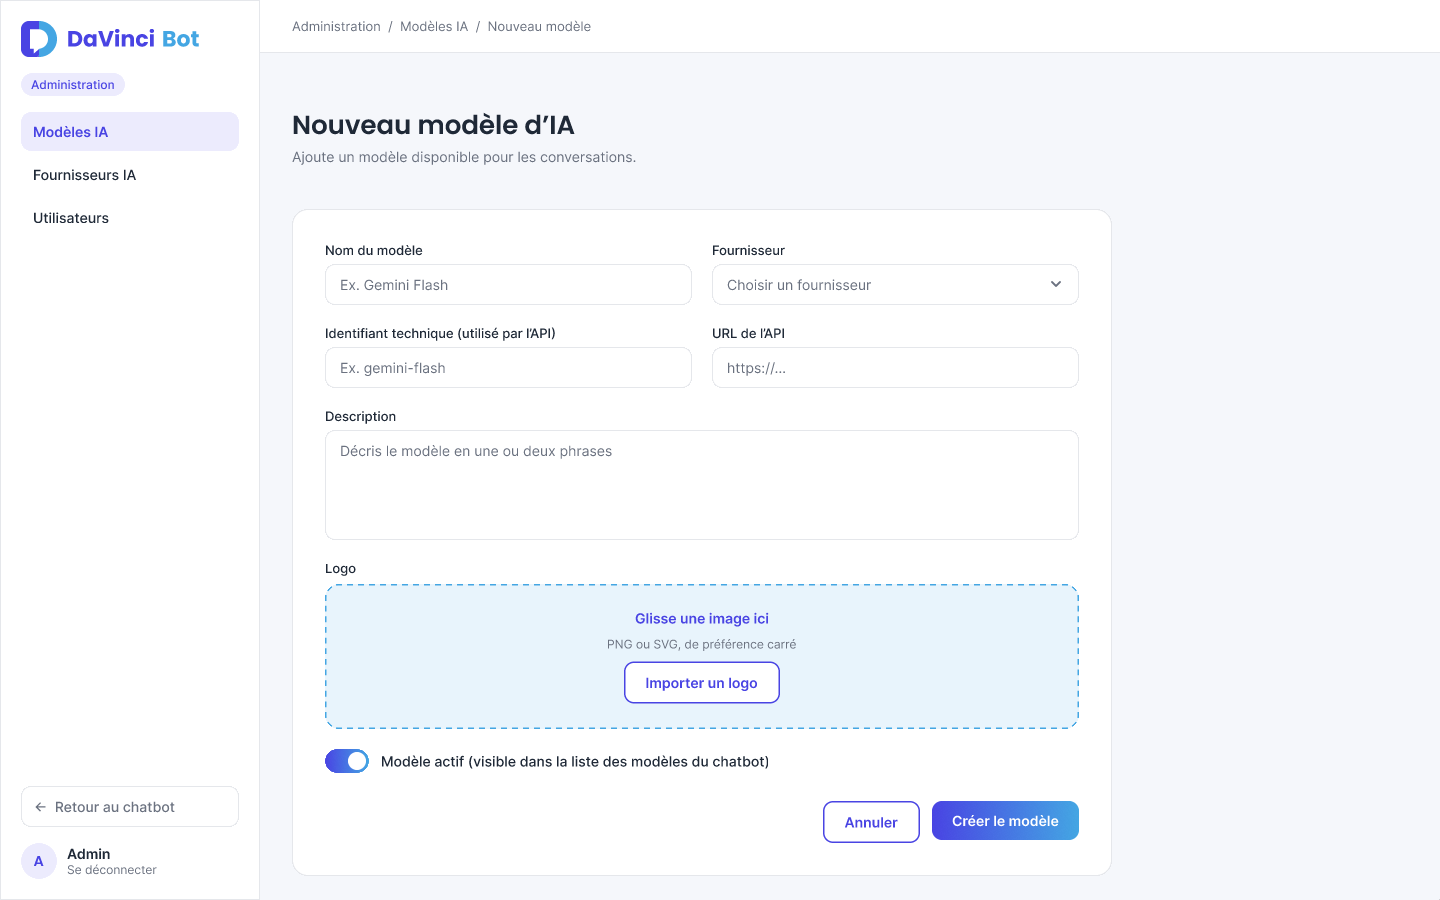 DaVinci Bot
Administration
Modèles IA
Fournisseurs IA
Utilisateurs
← Retour au chatbot
A
Admin
Se déconnecter
Administration / Modèles IA / Nouveau modèle
Nouveau modèle d’IA
Ajoute un modèle disponible pour les conversations.
Nom du modèle
Ex. Gemini Flash
Fournisseur
Choisir un fournisseur
Identifiant technique (utilisé par l’API)
Ex. gemini-flash
URL de l’API
https://...
Description
Décris le modèle en une ou deux phrases
Logo
Glisse une image ici
PNG ou SVG, de préférence carré
Importer un logo
Modèle actif (visible dans la liste des modèles du chatbot)
Annuler
Créer le modèle